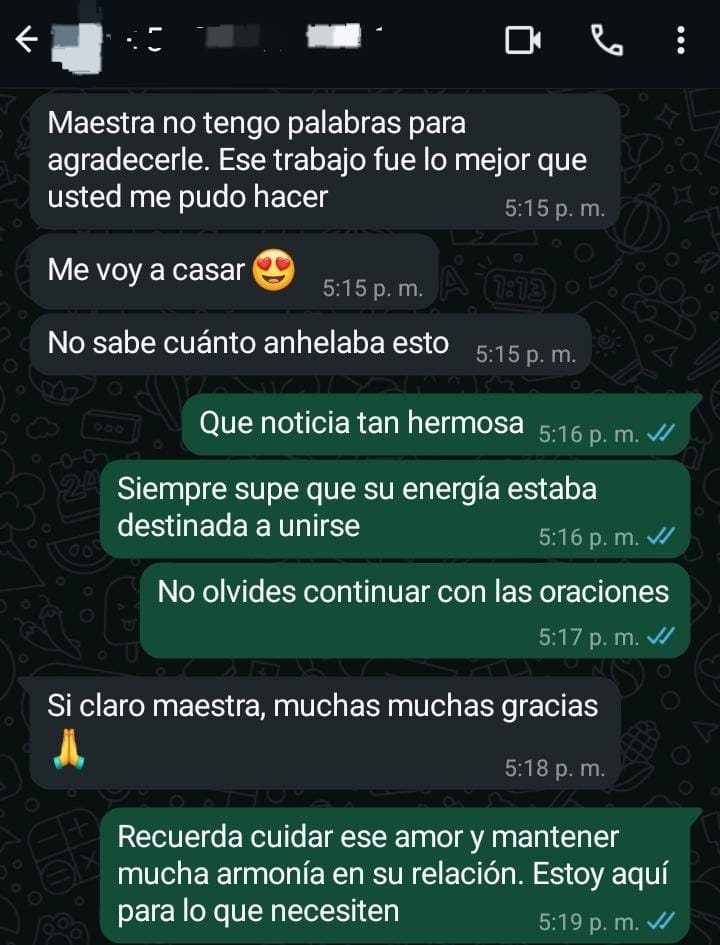 Maestra no tengo palabras para
agradecerle. Ese trabajo fue lo mejor que
usted me pudo hacer
5:15 p. m.
Me voy a casar😍
5:15 p. m.
No sabe cuánto anhelaba esto
5:15 p. m.
Que noticia tan hermosa
5:16 p. m.
Siempre supe que su energía estaba
destinada a unirse
5:16 p. m.
No olvides continuar con las oraciones
5:17 p. m.
Si claro maestra, muchas muchas gracias
🙏
5:18 p. m.
Recuerda cuidar ese amor y mantener
mucha armonía en su relación. Estoy aquí
para lo que necesiten
5:19 p. m.